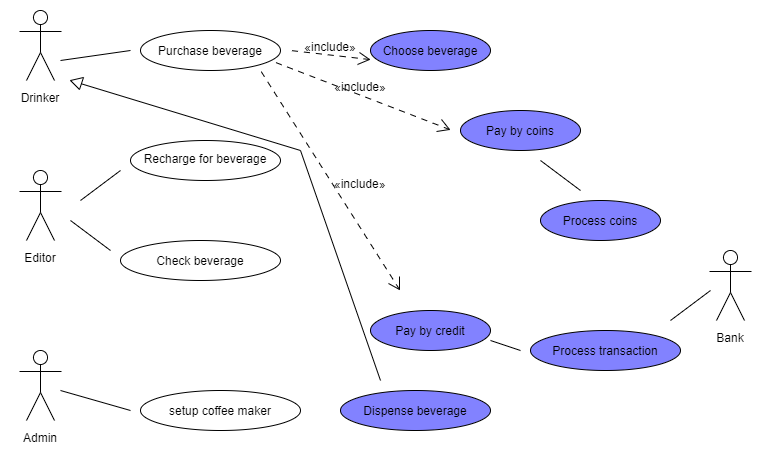 Purchase beverage
«include»
Choose beverage
«include»
Drinker
Pay by coins
Recharge for beverage
«include»
Process coins
Editor
Check beverage
Pay by credit
Bank
Process transaction
setup coffee maker
Dispense beverage
Admin